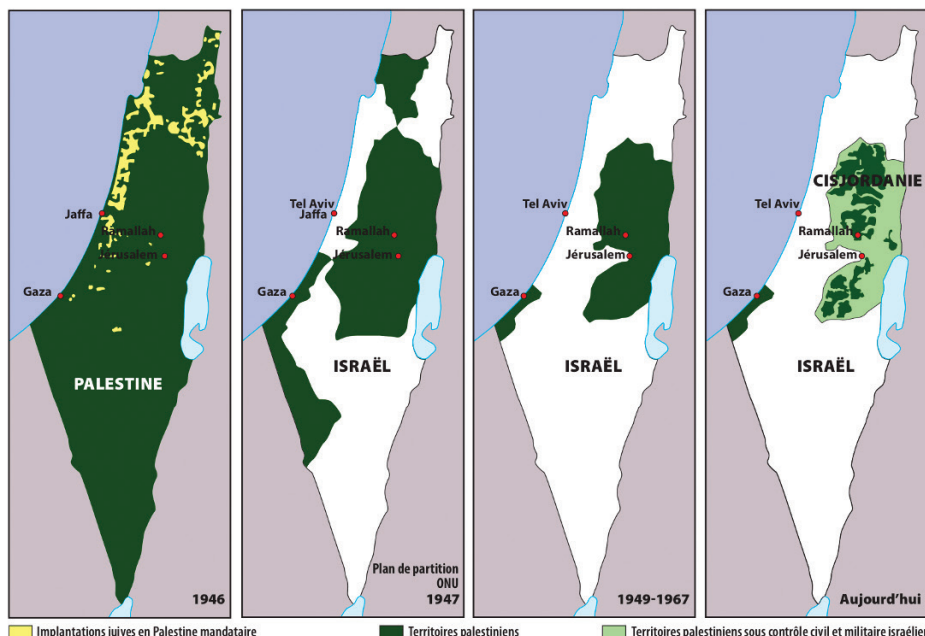 Jaffa
Ramallah
Jérusalem
Gaza
PALESTINE
1946
Tel Aviv
Jaffa
Ramallah
Jérusalem
Gaza
ISRAËL
Plan de partition
ONU
1947
Tel Aviv
Ramallah
Jérusalem
Gaza
ISRAËL
1949-1967
CISJORDANIE
Tel Aviv
Ramallah
Jérusalem
Gaza
ISRAËL
Aujourd'hui
Implantations juives en Palestine mandataire
Territoires palestiniens
Territoires palestiniens sous contrôle civil et militaire israélien